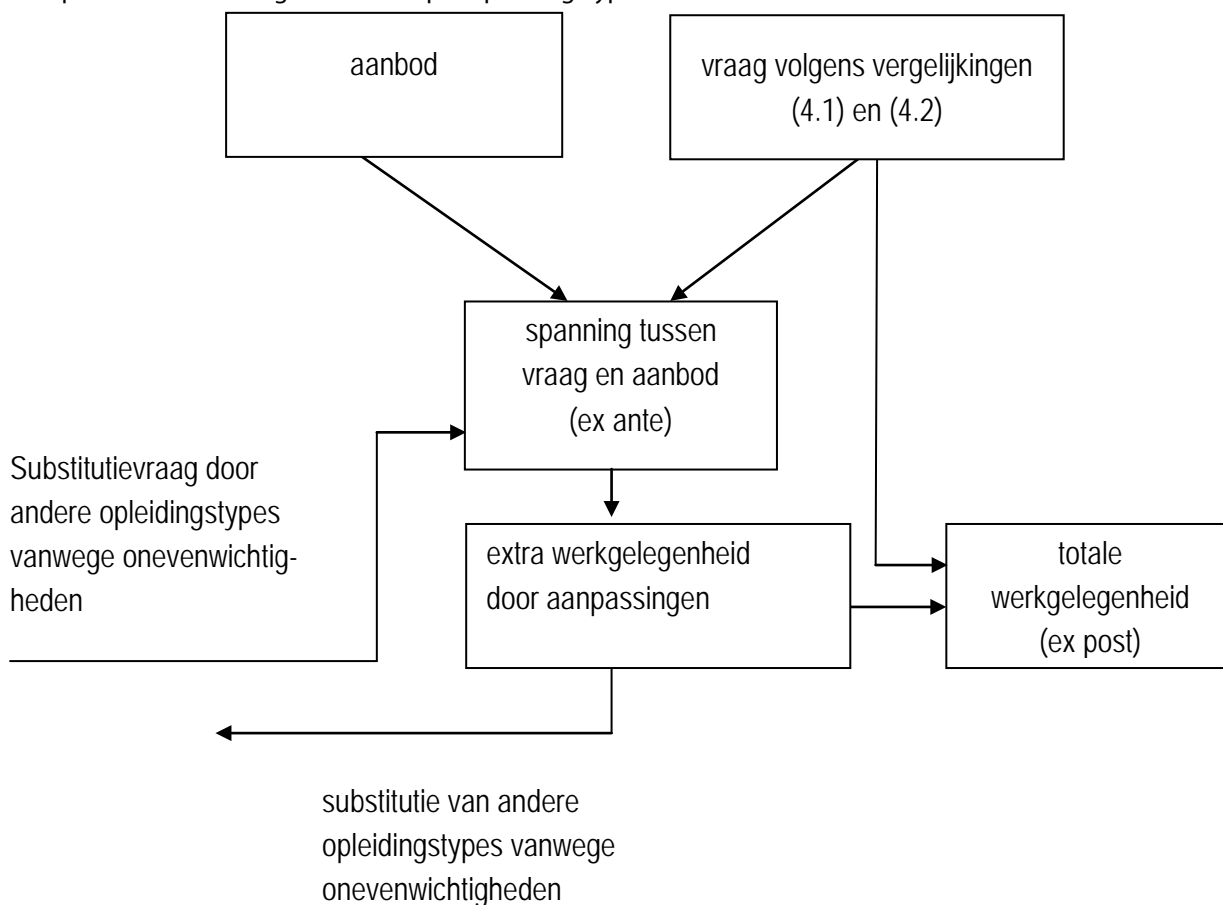 aanbod
vraag volgens vergelijkingen
(4.1) en (4.2)
spanning tussen
vraag en aanbod
(ex ante)
Substitutievraag door
andere opleidingstypes
vanwege onevenwichtig-
heden
extra werkgelegenheid
door aanpassingen
totale
werkgelegenheid
(ex post)
substitutie van andere
opleidingstypes vanwege
onevenwichtigheden